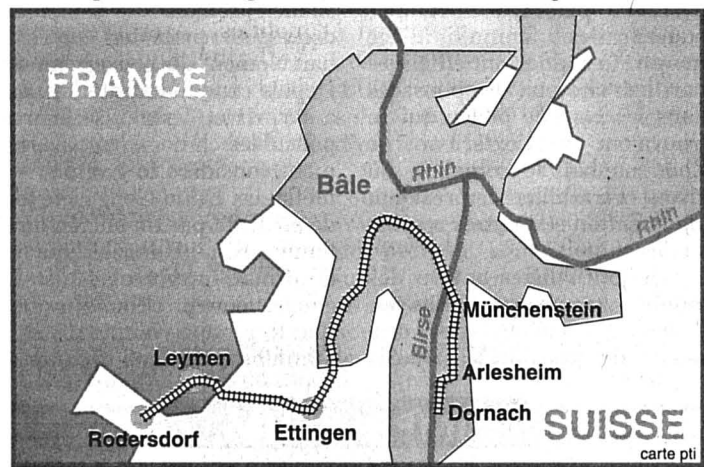 FRANCE
Rhin
Bâle
Rhin
Münchenstein
Birse
Leymen
Arlesheim
Dornach
Rodersdorf
Ettingen
SUISSE
carte pti